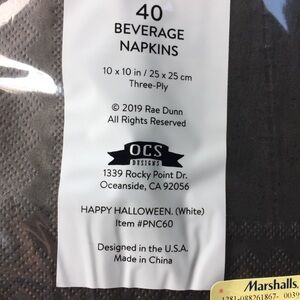 40
BEVERAGE
NAPKINS
10 x 10 in / 25 x 25 cm
Three-Ply
© 2019 Rae Dunn
All Rights Reserved
OCS
DESIGNS
1339 Rocky Point Dr.
Oceanside, CA 92056
HAPPY HALLOWEEN. (White)
Item #PNC60
Designed in the U.S.A.
Made in China
Marshalls.